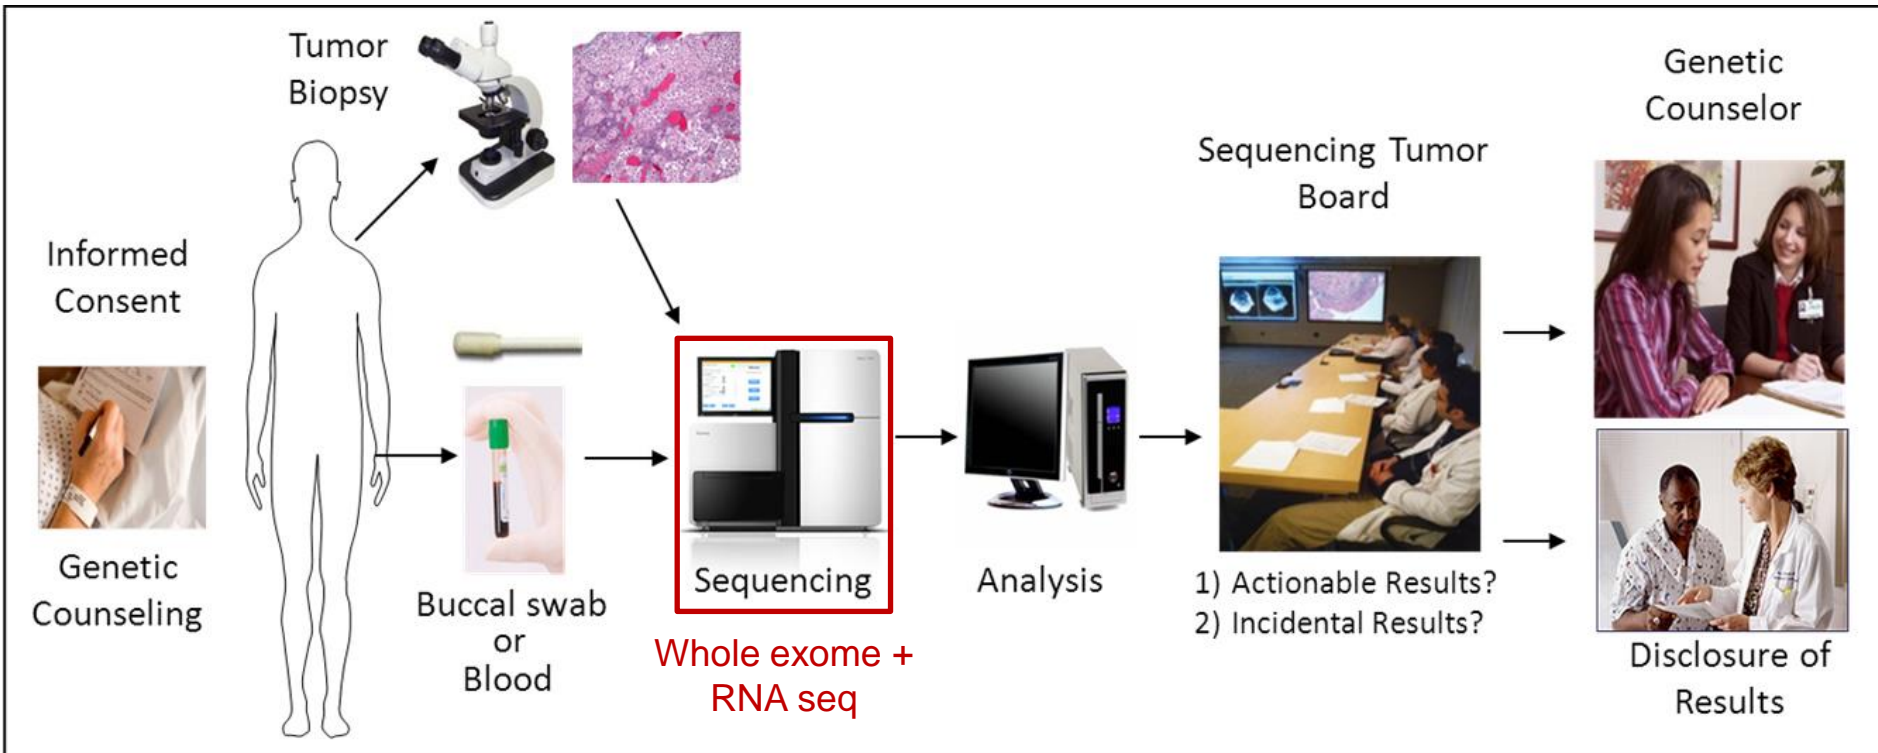 Informed
Consent
Genetic
Counseling
Tumor
Biopsy
Buccal swab
or
Blood
Sequencing
Whole exome +
RNA seq
Analysis
Sequencing Tumor
Board
1) Actionable Results?
2) Incidental Results?
Genetic
Counselor
Disclosure of
Results